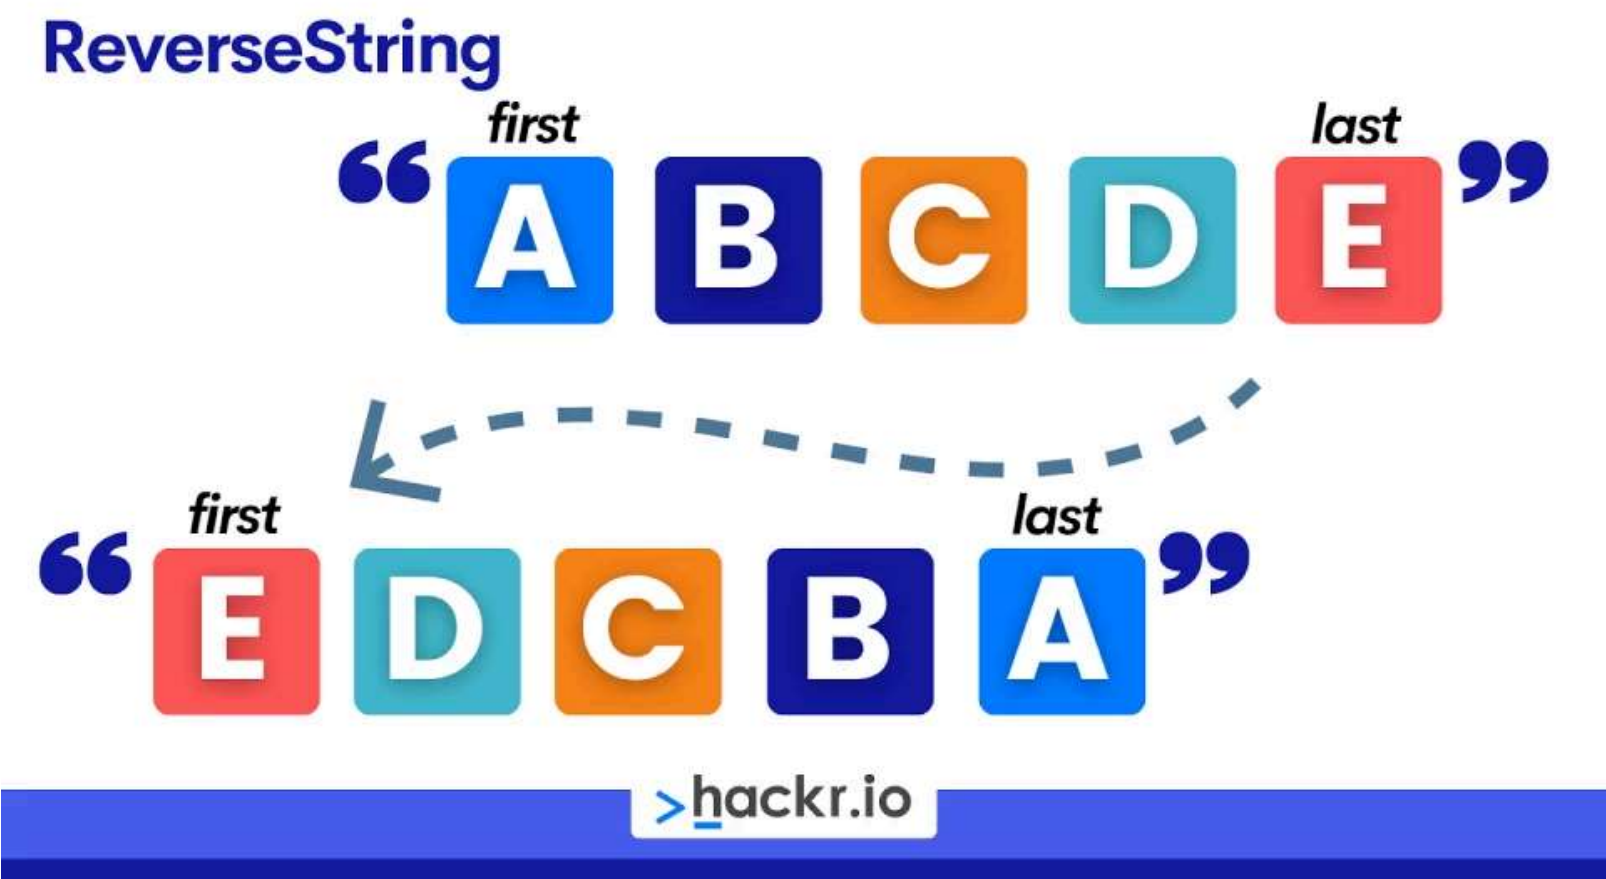 ReverseString
first last
“ A B C D E ”
first last
“ E D C B A ”
>hackr.io